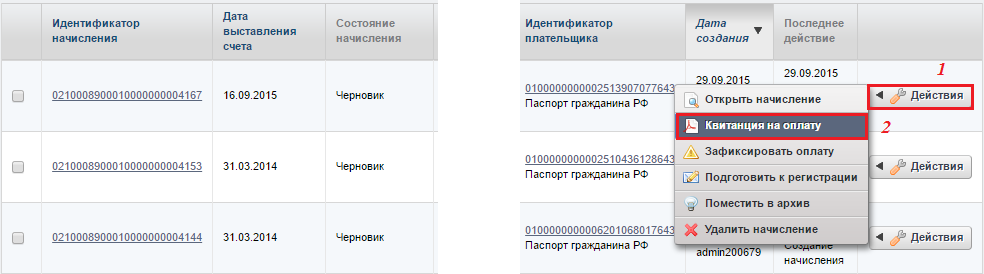 Идентификатор
начисления
Дата
выставления
счета
Состояние
начисления
Идентификатор
плательщика
Дата
создания
Последнее
действие
0210008900010000000004167
16.09.2015
Черновик
0100000000002513907077643
Паспорт гражданина РФ
29.09.2015
29.09.2015
1
Действия
Открыть начисление
Квитанция на оплату
2
Зафиксировать оплату
Подготовить к регистрации
Поместить в архив
Удалить начисление
0210008900010000000004153
31.03.2014
Черновик
0100000000002510436128643
Паспорт гражданина РФ
Действия
0210008900010000000004144
31.03.2014
Черновик
0100000000006201068017643
Паспорт гражданина РФ
admin200679
Создание
начисления
Действия